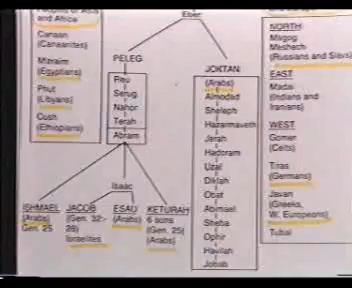 Peoples of Asia
and Africa
Canaan
(Canaanites)
Mizraim
(Egyptians)
Phut
(Libyans)
Cush
(Ethiopians)
Eber
PELEG
Reu
Serug
Nahor
Terah
Abram
Isaac
ISHMAEL
(Arabs)
Gen. 25
JACOB
(Gen. 32:-
28)
Israelites
ESAU
(Arabs)
KETURAH
6 sons
(Gen. 25)
(Arabs)
JOKTAN
(Arabs)
Almodad
Sheleph
Hazarmaveth
Jerah
Hadoram
Uzal
Diklah
Obal
Abimael
Sheba
Ophir
Havilah
Jobab
NORTH
Magog
Meshech
(Russians and Slavs)
EAST
Madai
(Indians and
Iranians)
WEST
Gomer
(Celts)
Tiras
(Germans)
Javan
(Greeks,
W. Europeans)
Tubal